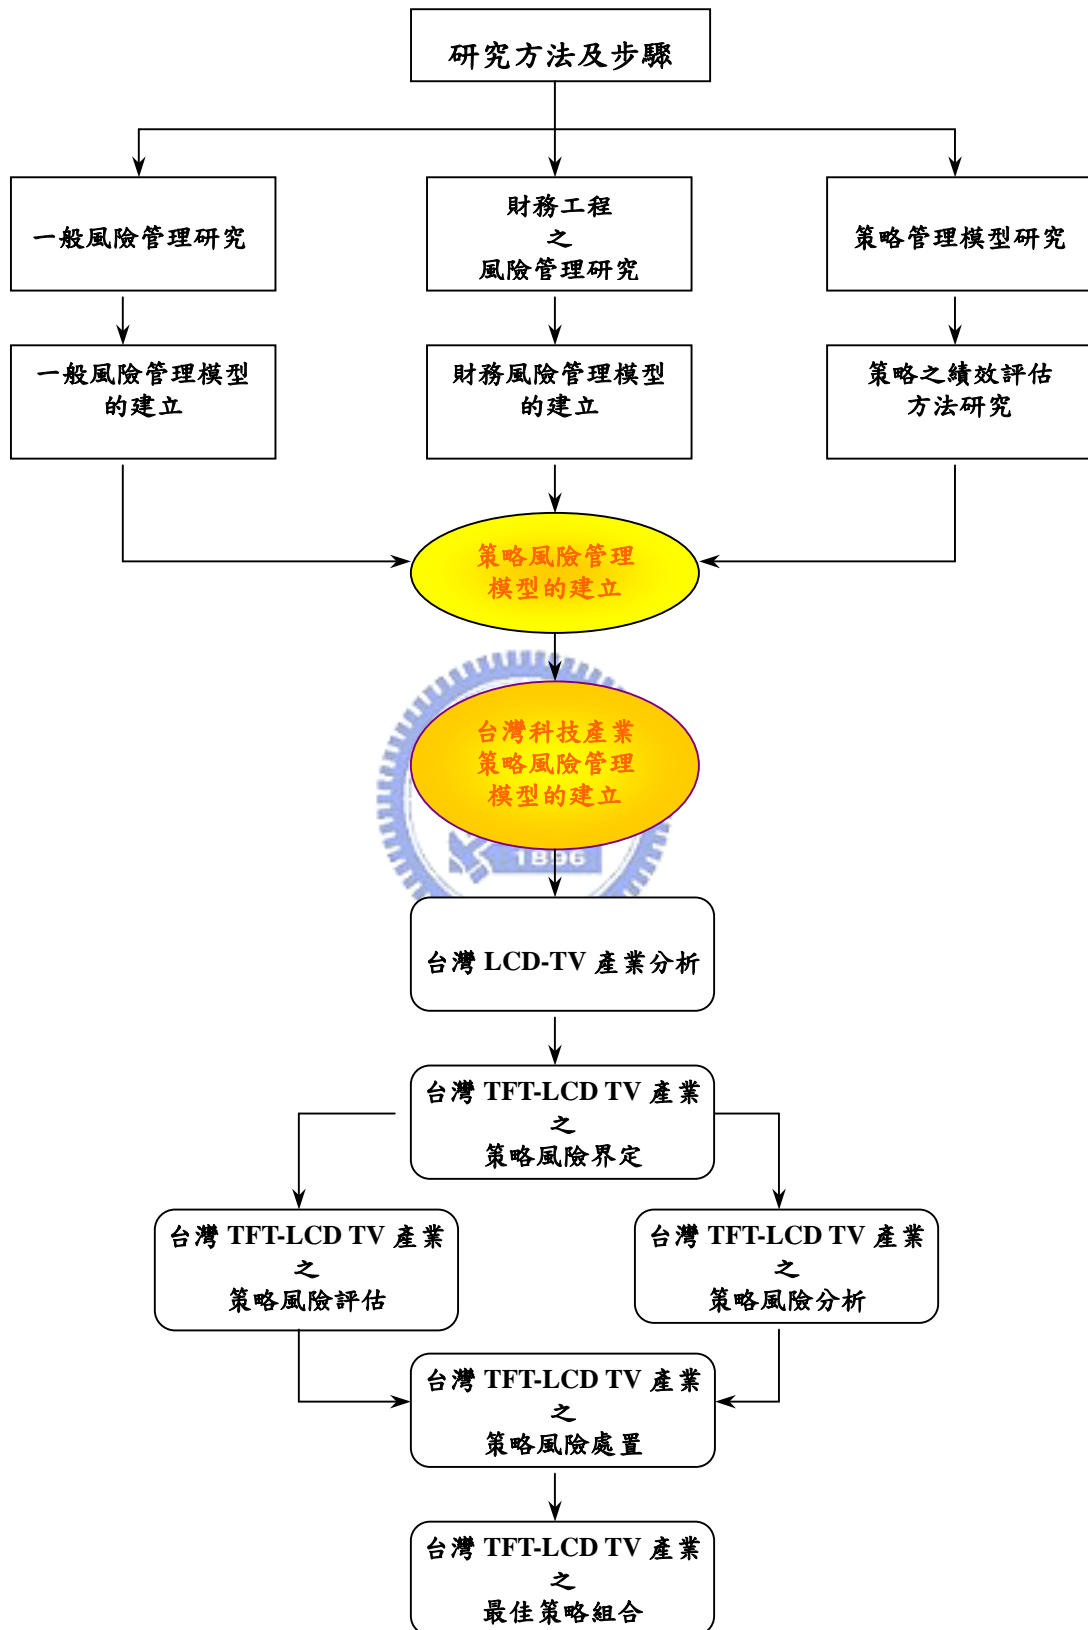 研究方法及步驟
一般風險管理研究
財務工程
之
風險管理研究
策略管理模型研究
一般風險管理模型
的建立
財務風險管理模型
的建立
策略之績效評估
方法研究
策略風險管理
模型的建立
台灣科技產業
策略風險管理
模型的建立
1896
台灣 LCD-TV 產業分析
台灣 TFT-LCD TV 產業
之
策略風險界定
台灣 TFT-LCD TV 產業
之
策略風險評估
台灣 TFT-LCD TV 產業
之
策略風險分析
台灣 TFT-LCD TV 產業
之
策略風險處置
台灣 TFT-LCD TV 產業
之
最佳策略組合